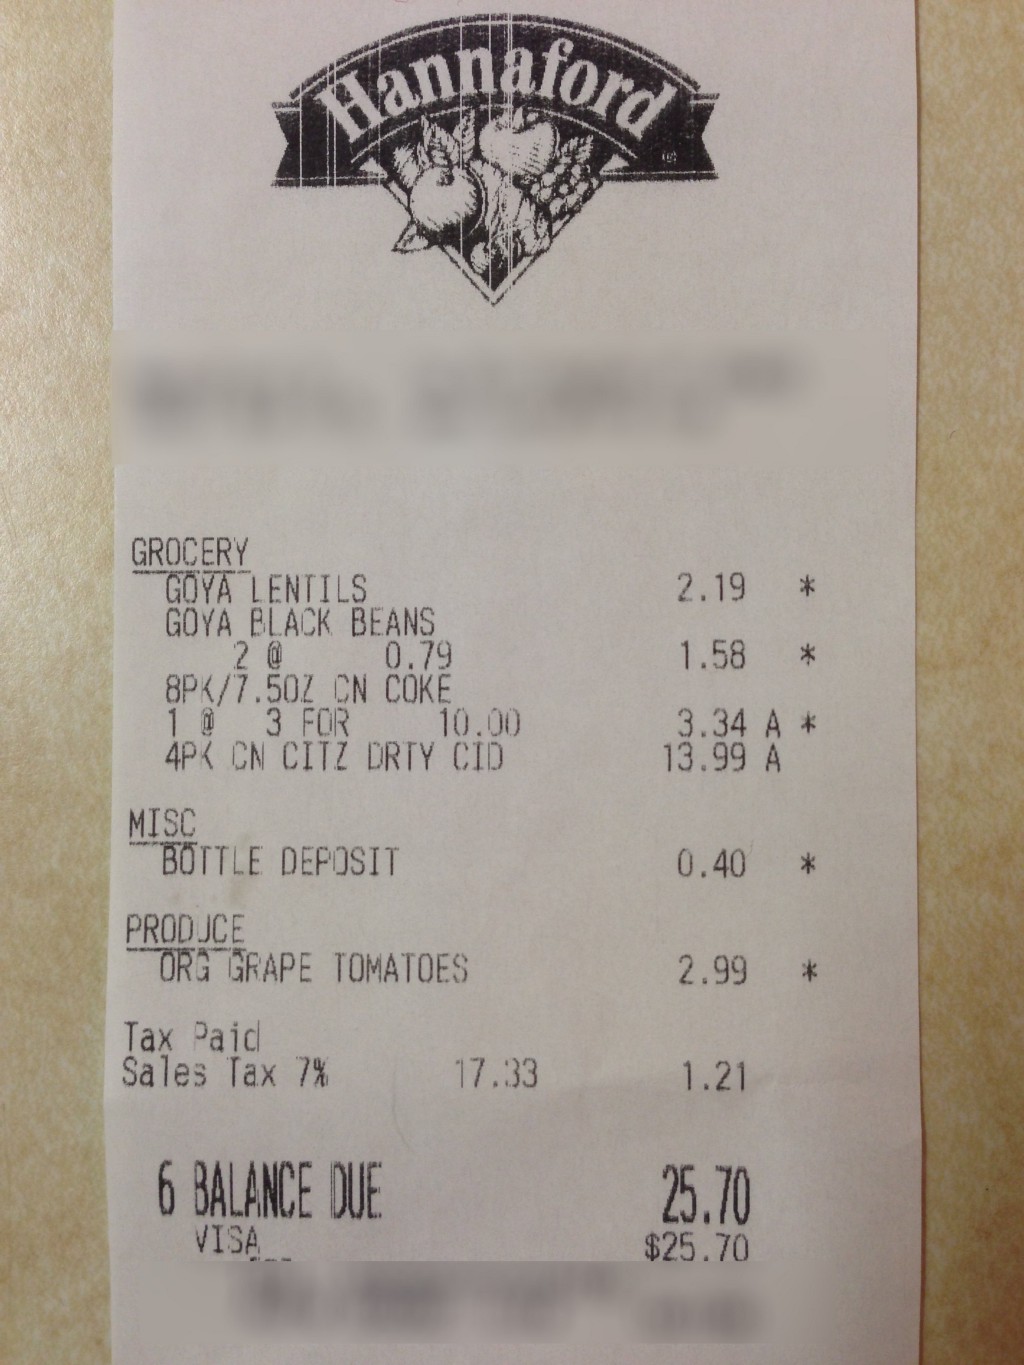 Hannaford ®
GROCERY
GOYA LENTILS 2.19 *
GOYA BLACK BEANS
2 @ 0.79 1.58 *
8PK/7.5OZ CN COKE
1 @ 3 FOR 10.00 3.34 A *
4PK CN CITZ DRTY CID 13.99 A
MISC
BOTTLE DEPOSIT 0.40 *
PRODUCE
ORG GRAPE TOMATOES 2.99 *
Tax Paid
Sales Tax 7% 17.33 1.21
6 BALANCE DUE 25.70
VISA $25.70